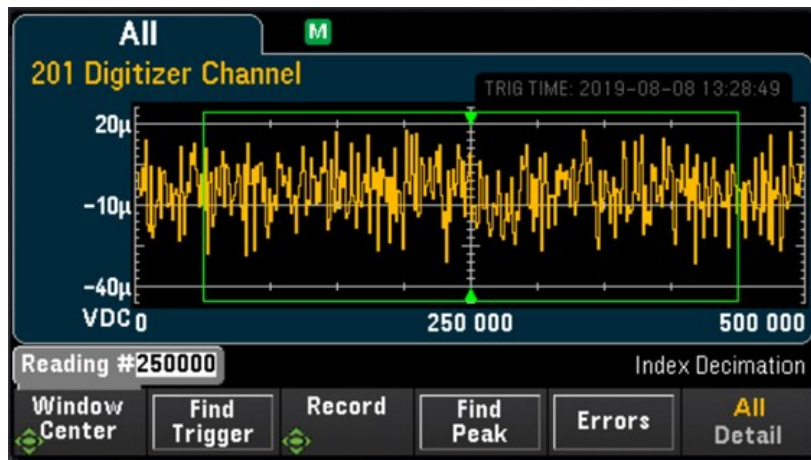 All
M
201 Digitizer Channel
TRIG TIME: 2019-08-08 13:28:49
20µ
-10µ
-40µ
VDC 0 250 000 500 000
Reading #250000 Index Decimation
Window Center
Find Trigger
Record
Find Peak
Errors
All Detail